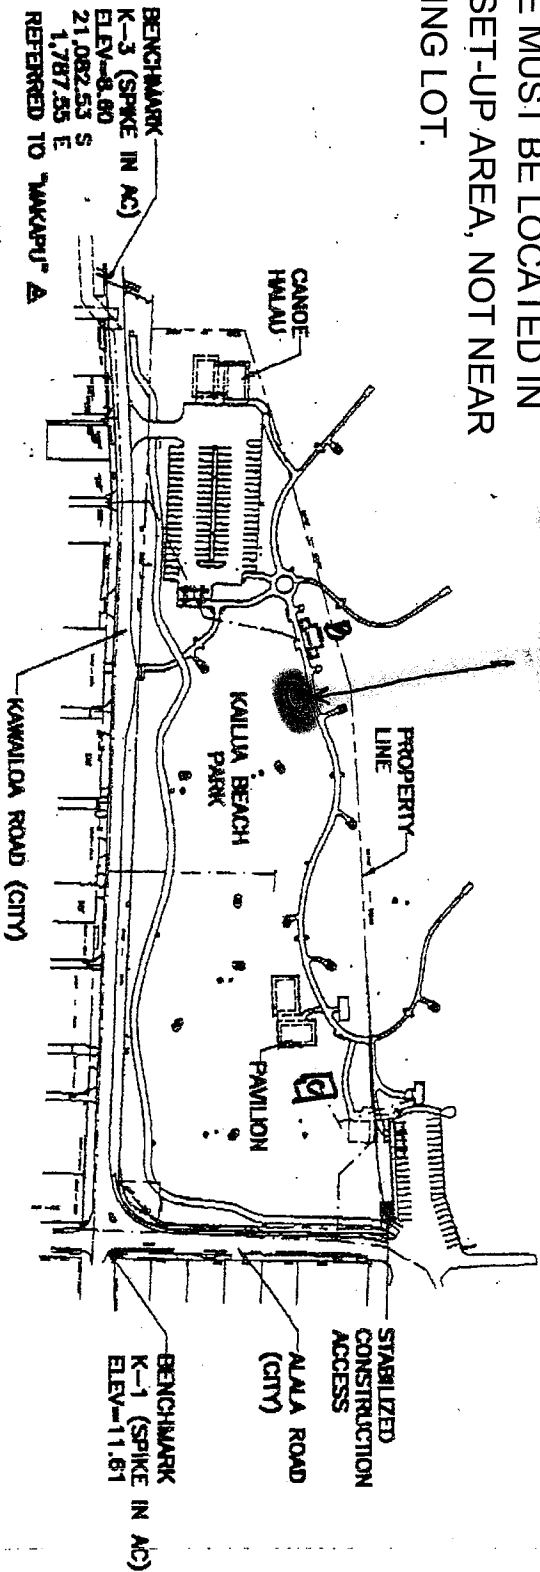 E MUST BE LOCATED IN
SET-UP AREA, NOT NEAR
ING LOT.
BENCHMARK
K-3 (SPIKE IN AC)
ELEV=8.80
21,082.53 S
1,787.55 E
REFERRED TO "MAKAPU"
CANOE
HALAU
B
PROPERTY
LINE
KAILUA BEACH
PARK
KAWAILOA ROAD (CITY)
PAVILION
C
STABILIZED
CONSTRUCTION
ACCESS
ALALA ROAD
(CITY)
BENCHMARK
K-1 (SPIKE IN AC)
ELEV=11.61